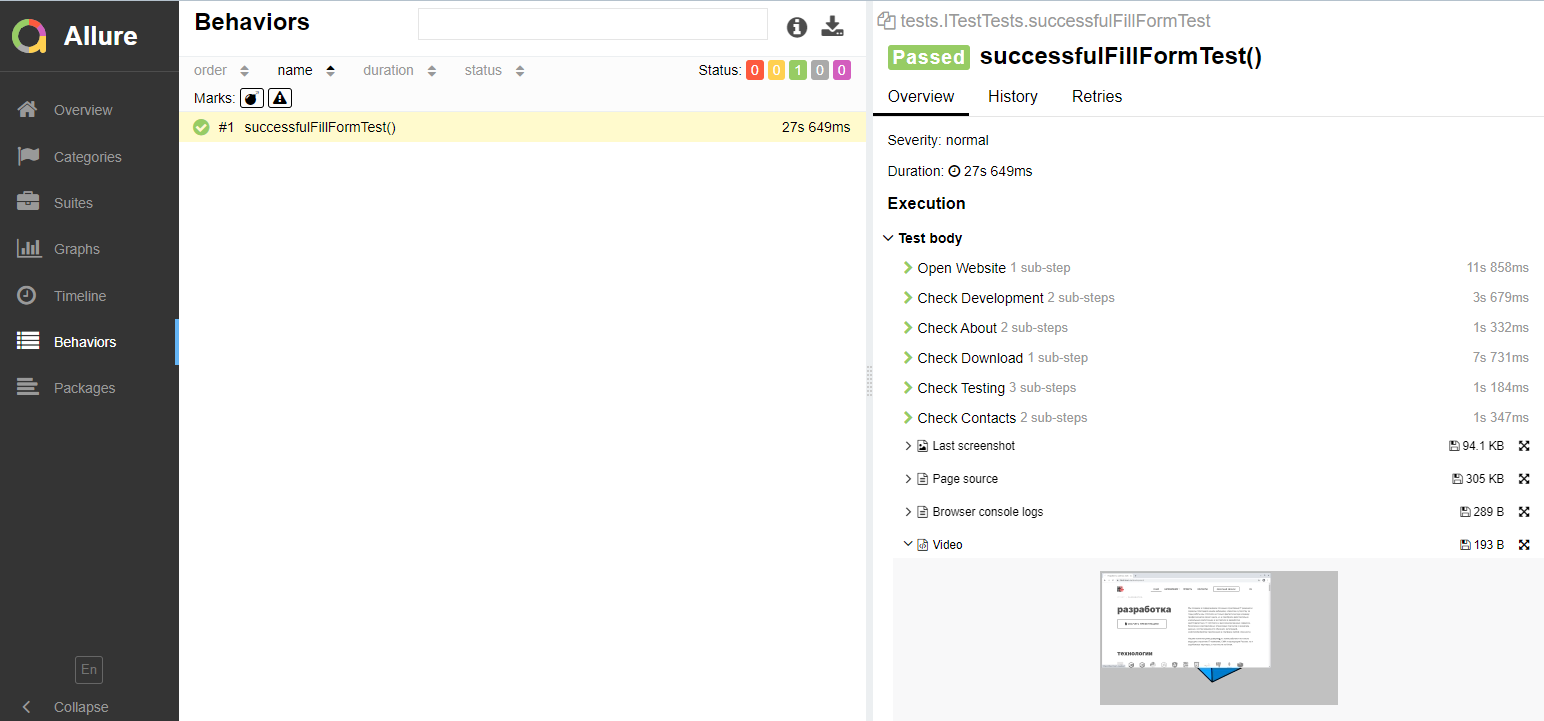 Allure
Overview
Categories
Suites
Graphs
Timeline
Behaviors
Packages
En
Collapse
Behaviors
order name duration status Status: 0 0 1 0 0
Marks:
#1 successfulFillFormTest() 27s 649ms
tests.ITestTests.successfulFillFormTest
Passed successfulFillFormTest()
Overview History Retries
Severity: normal
Duration: 27s 649ms
Execution
Test body
Open Website 1 sub-step 11s 858ms
Check Development 2 sub-steps 3s 679ms
Check About 2 sub-steps 1s 332ms
Check Download 1 sub-step 7s 731ms
Check Testing 3 sub-steps 1s 184ms
Check Contacts 2 sub-steps 1s 347ms
Last screenshot 94.1 KB
Page source 305 KB
Browser console logs 289 B
Video 193 B
разработка
технологии